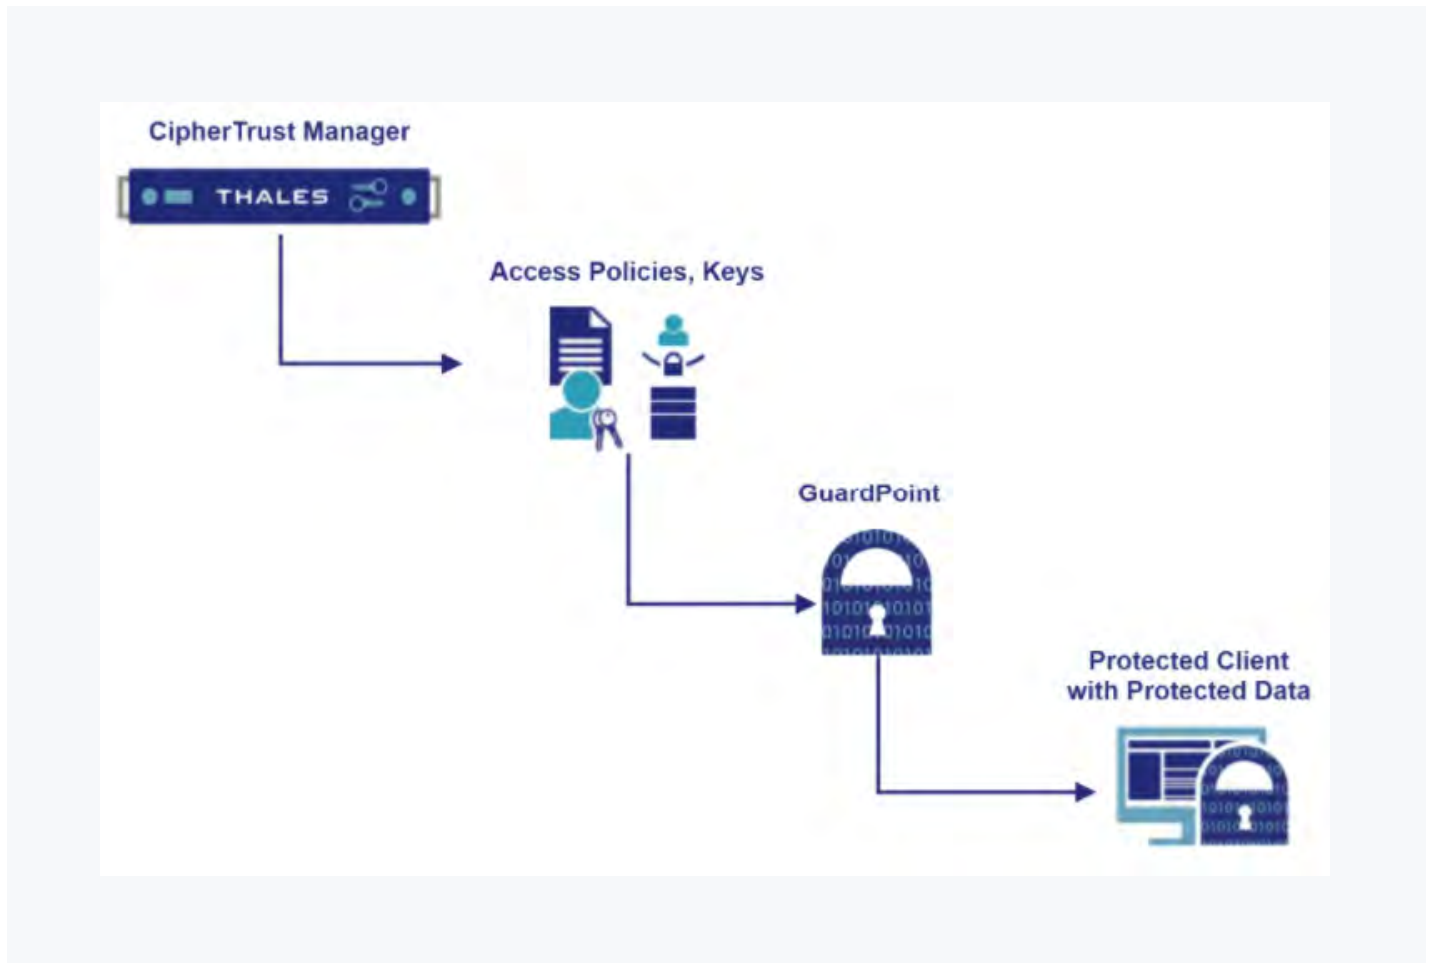 CipherTrust Manager
THALES
Access Policies, Keys
GuardPoint
Protected Client
with Protected Data